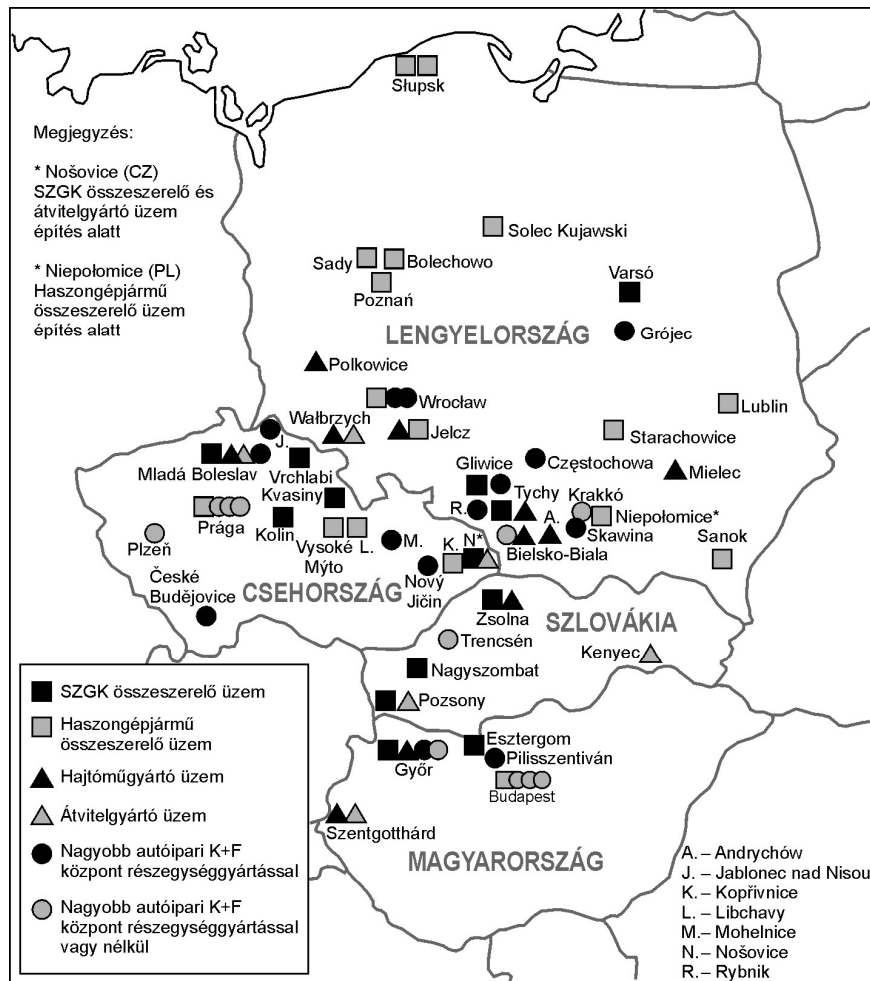 Słupsk
Megjegyzés:
* Nošovice (CZ)
SZGK összeszerelő és
átvitelgyártó üzem
építés alatt
* Niepołomice (PL)
Haszongépjármű
összeszerelő üzem
építés alatt
Solec Kujawski
Sady
Bolechowo
Poznań
Varsó
LENGYELORSZÁG
Grójec
Polkowice
Wrocław
Lublin
Wałbrzych
Jelcz
Starachowice
J.
Mladá Boleslav
Vrchlabi
Gliwice
Częstochowa
Mielec
Kvasiny
R.
Tychy
A.
Krakkó
Niepołomice*
Prága
Kolin
Skawina
Sanok
Plzeň
Vysoké
Mýto
L.
M.
K.
N*
Bielsko-Biala
České
Budějovice
CSEHORSZÁG
Nový
Jičin
Zsolna
SZLOVÁKIA
Trencsén
Kenyec
Nagyszombat
Pozsony
SZGK összeszerelő üzem
Haszongépjármű
összeszerelő üzem
Hajtóműgyártó üzem
Átvitelgyártó üzem
Nagyobb autóipari K+F
központ részegységgyártással
Nagyobb autóipari K+F
központ részegységgyártással
vagy nélkül
Esztergom
Pilisszentiván
Győr
Budapest
Szentgotthárd
MAGYARORSZÁG
A. – Andrychów
J. – Jablonec nad Nisou
K. – Kopřivnice
L. – Libchavy
M. – Mohelnice
N. – Nošovice
R. – Rybnik